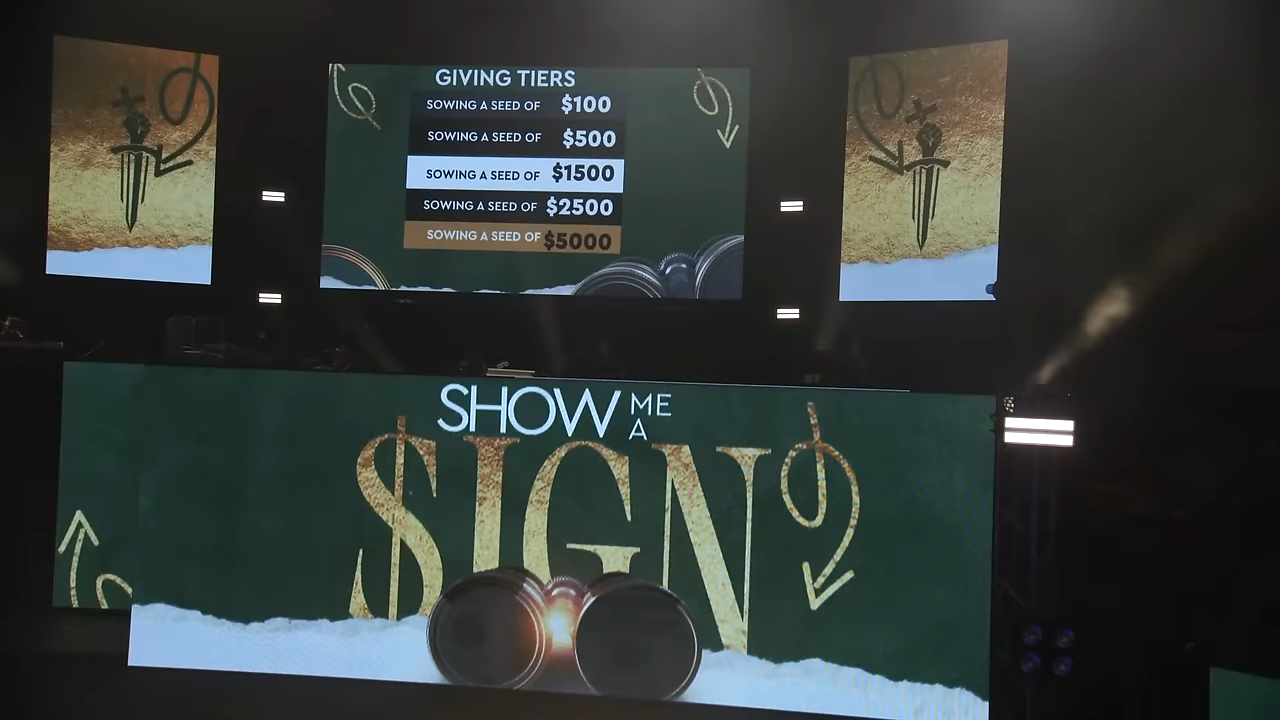 GIVING TIERS
SOWING A SEED OF $100
SOWING A SEED OF $500
SOWING A SEED OF $1500
SOWING A SEED OF $2500
SOWING A SEED OF $5000
SHOW ME A
$IGN